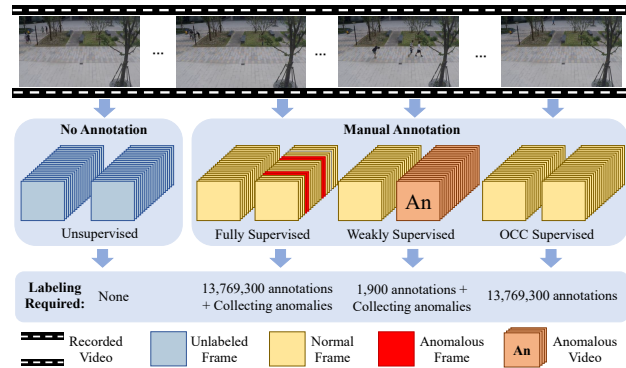 ... ... ...
No Annotation
Manual Annotation
An
Unsupervised
Fully Supervised
Weakly Supervised
OCC Supervised
Labeling
Required:
None
13,769,300 annotations
+ Collecting anomalies
1,900 annotations +
Collecting anomalies
13,769,300 annotations
Recorded
Video
Unlabeled
Frame
Normal
Frame
Anomalous
Frame
An
Anomalous
Video